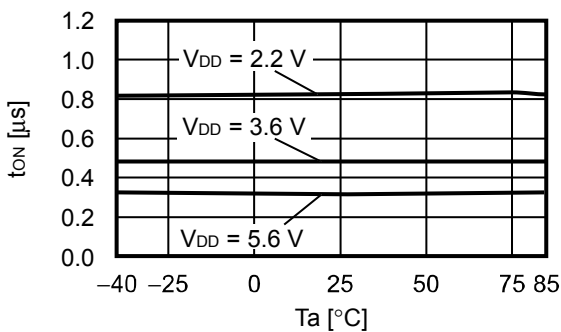 1.2
1.0
0.8
0.6
0.4
0.2
0.0
tON [µs]
VDD = 2.2 V
VDD = 3.6 V
VDD = 5.6 V
−40 −25 0 25 50 75 85
Ta [°C]